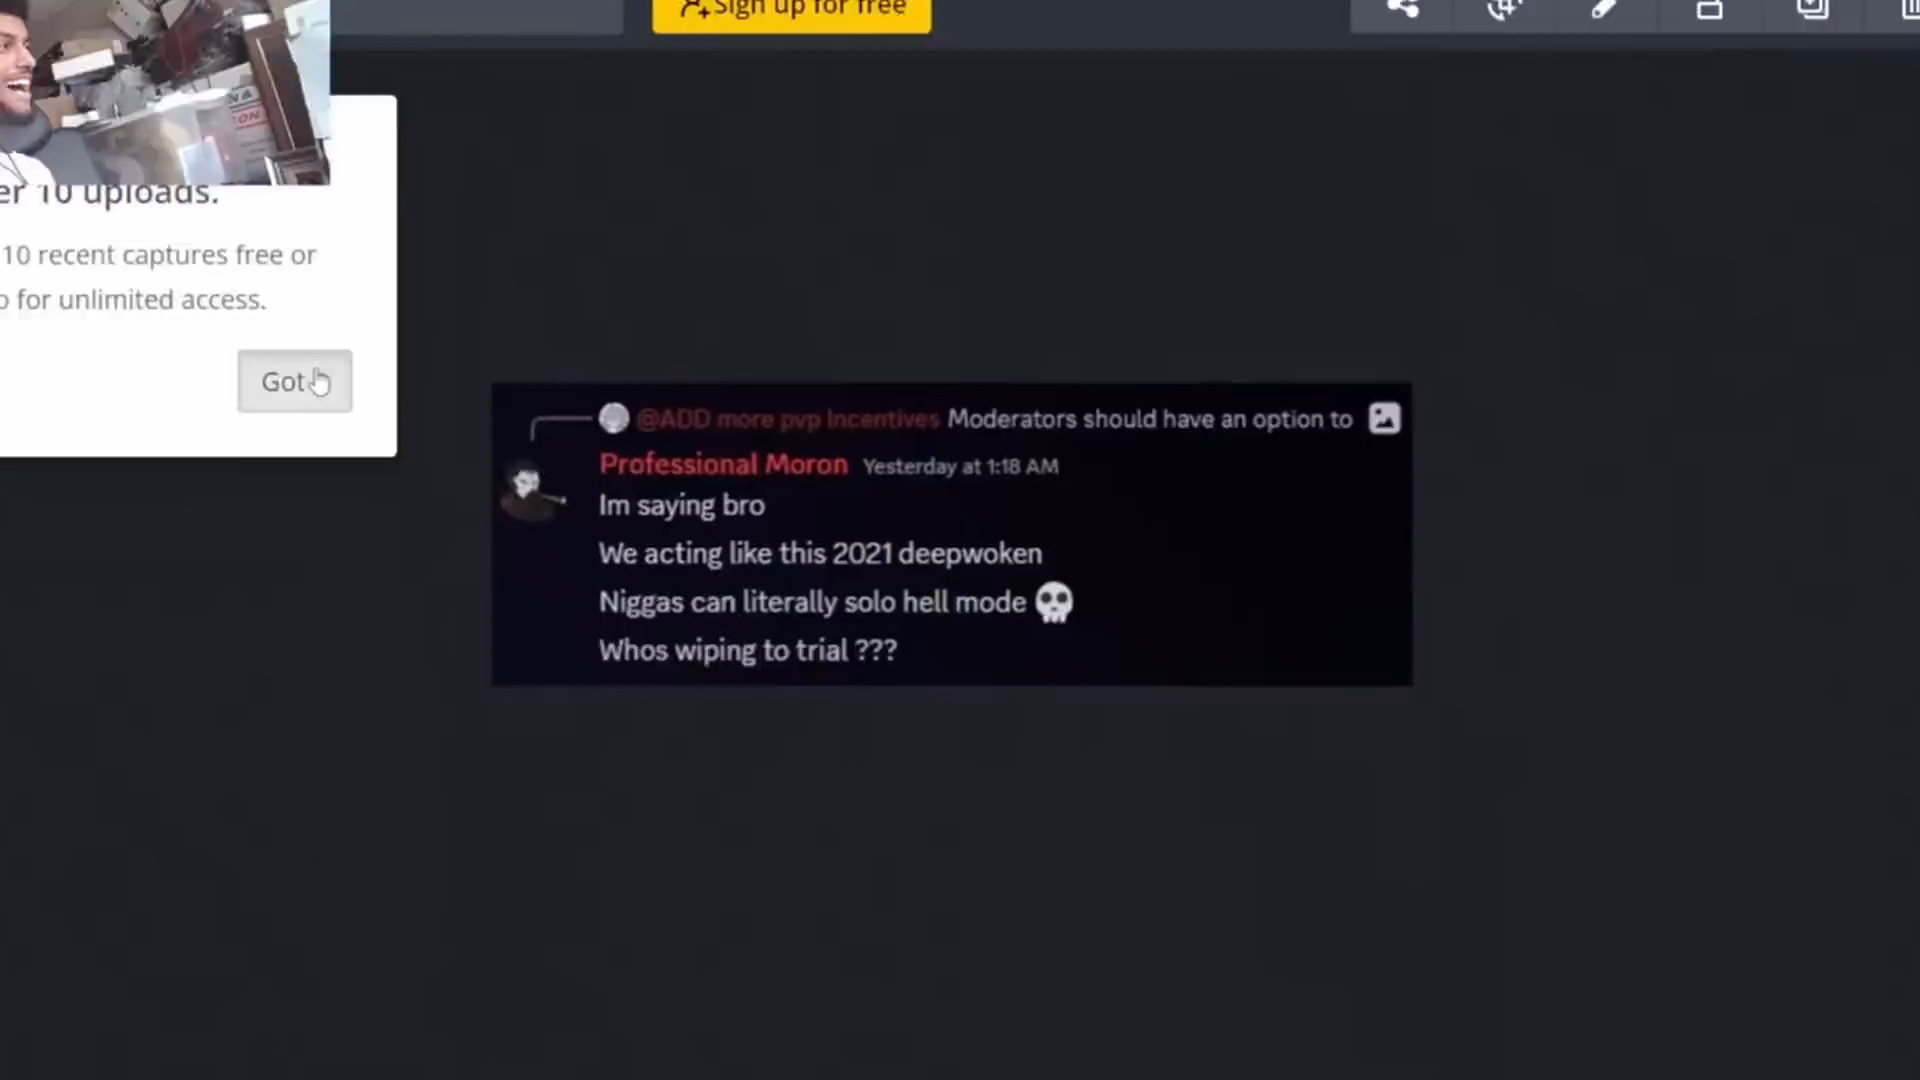 Sign up for free
er 10 uploads.
10 recent captures free or
o for unlimited access.
Got
@ADD more pvp Incentives Moderators should have an option to
Professional Moron Yesterday at 1:18 AM
Im saying bro
We acting like this 2021 deepwoken
Niggas can literally solo hell mode 💀
Whos wiping to trial ???